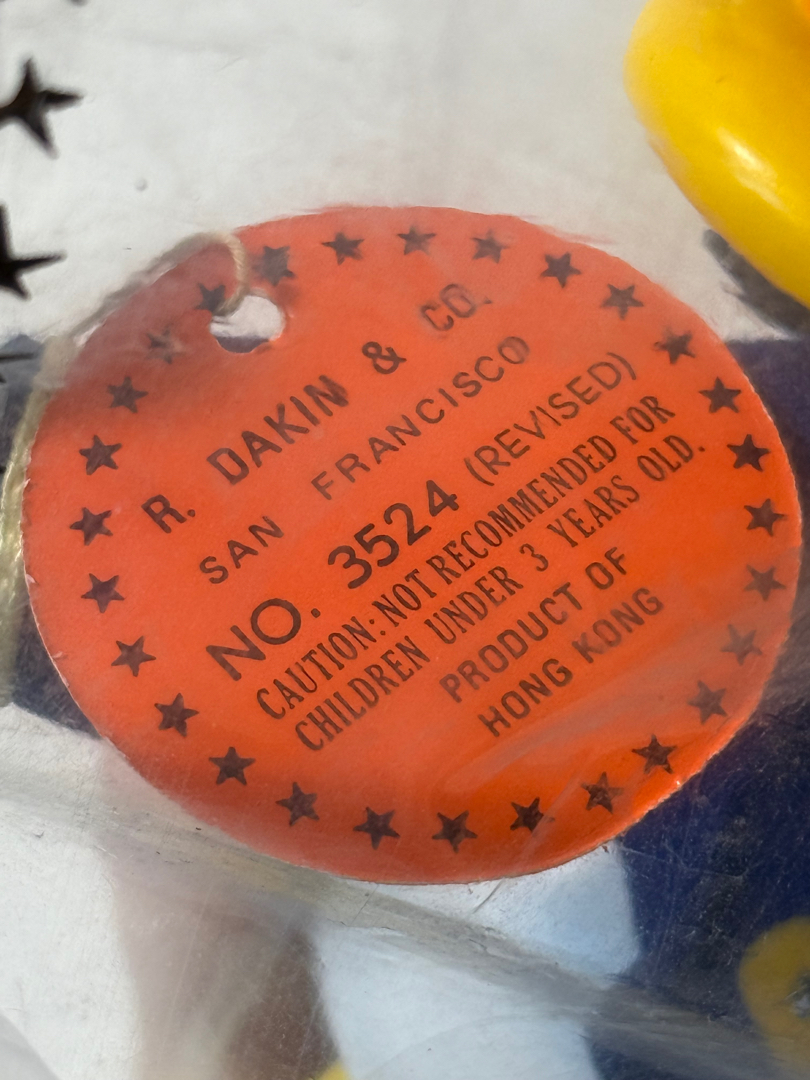 R. DAKIN & CO.
SAN FRANCISCO
NO. 3524 (REVISED)
CAUTION: NOT RECOMMENDED FOR
CHILDREN UNDER 3 YEARS OLD.
PRODUCT OF
HONG KONG